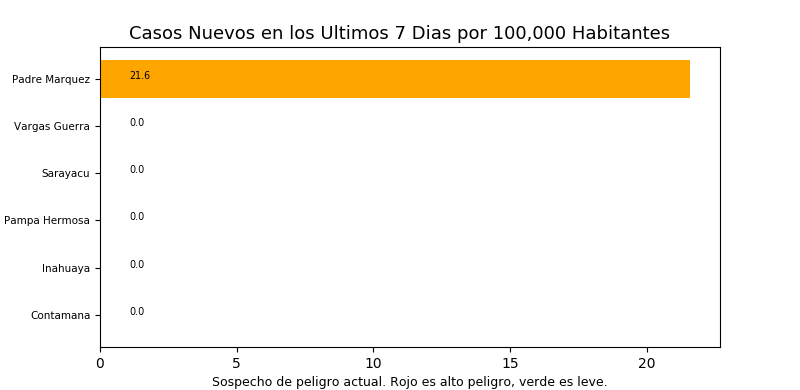 Casos Nuevos en los Ultimos 7 Dias por 100,000 Habitantes
Padre Marquez 21.6
Vargas Guerra 0.0
Sarayacu 0.0
Pampa Hermosa 0.0
Inahuaya 0.0
Contamana 0.0
0 5 10 15 20
Sospecho de peligro actual. Rojo es alto peligro, verde es leve.